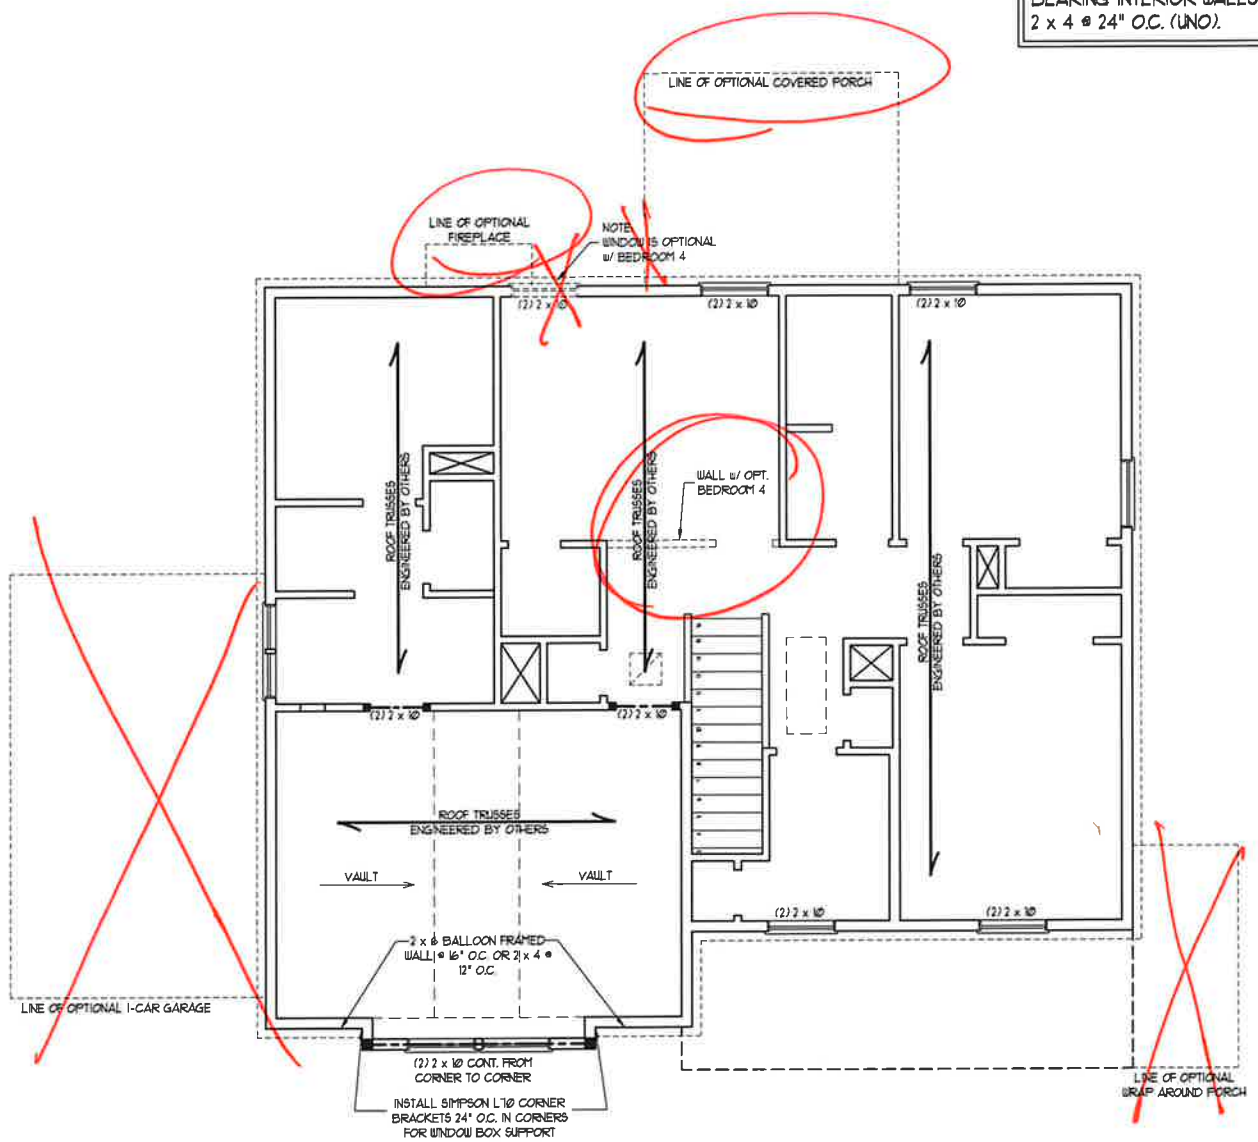 BEARING INTERIOR WALLS
2 x 4 @ 24" O.C. (UNO).
LINE OF OPTIONAL COVERED PORCH
LINE OF OPTIONAL
FIREPLACE
NOTE:
WINDOW IS OPTIONAL
w/ BEDROOM 4
(2) 2 x 10
(2) 2 x 10
(2) 2 x 10
ROOF TRUSSES
ENGINEERED BY OTHERS
ROOF TRUSSES
ENGINEERED BY OTHERS
WALL w/ OPT.
BEDROOM 4
ROOF TRUSSES
ENGINEERED BY OTHERS
(2) 2 x 10
(2) 2 x 10
ROOF TRUSSES
ENGINEERED BY OTHERS
VAULT
VAULT
(2) 2 x 10
(2) 2 x 10
2 x 6 BALLOON FRAMED
WALL @ 16" O.C. OR 2 x 4 @
12" O.C.
LINE OF OPTIONAL 1-CAR GARAGE
(2) 2 x 10 CONT. FROM
CORNER TO CORNER
LINE OF OPTIONAL
WRAP AROUND PORCH
INSTALL SIMPSON L70 CORNER
BRACKETS 24" O.C. IN CORNERS
FOR WINDOW BOX SUPPORT